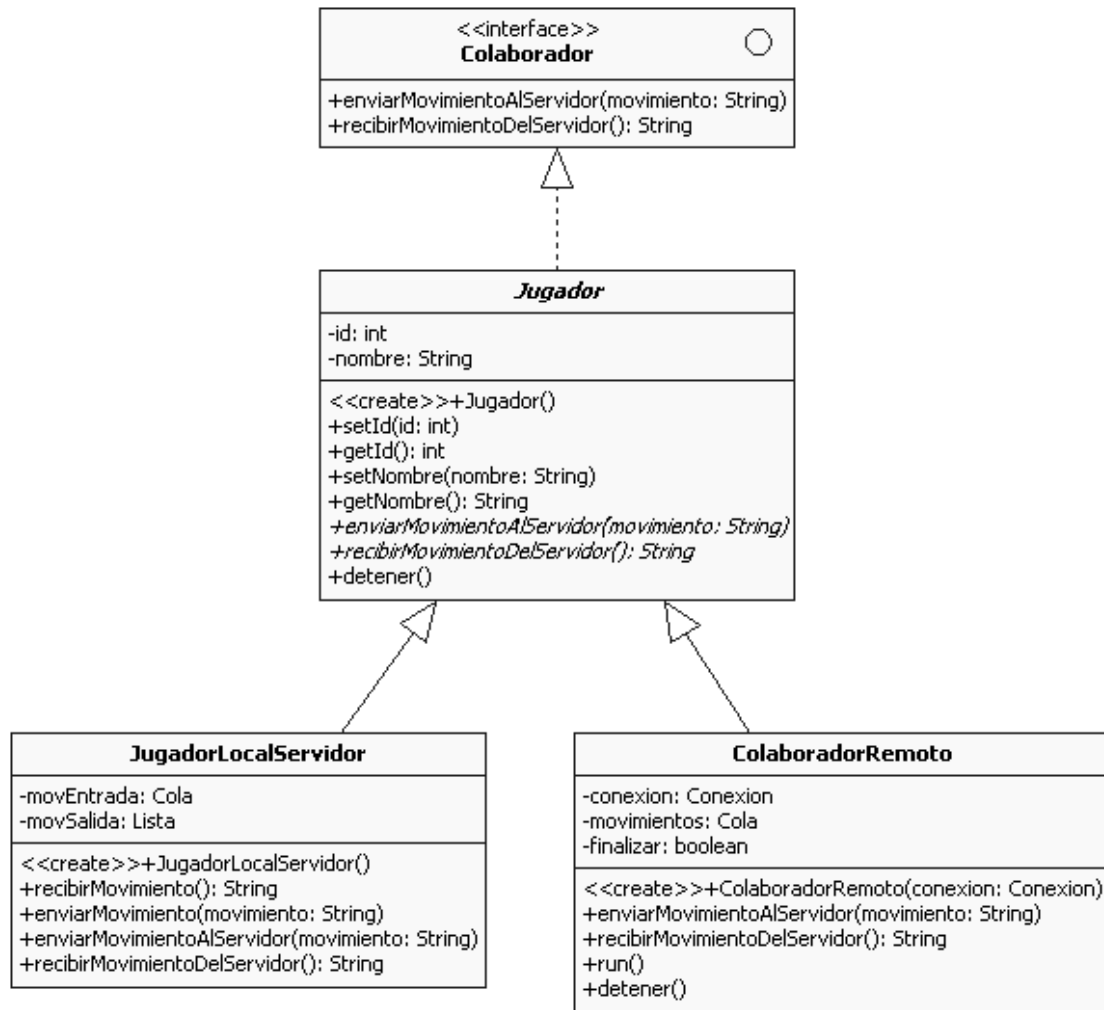 <<interface>>
Colaborador
+enviarMovimientoAlServidor(movimiento: String)
+recibirMovimientoDelServidor(): String
Jugador
-id: int
-nombre: String
<<create>>+Jugador()
+setId(id: int)
+getId(): int
+setNombre(nombre: String)
+getNombre(): String
+enviarMovimientoAlServidor(movimiento: String)
+recibirMovimientoDelServidor(): String
+detener()
JugadorLocalServidor
-movEntrada: Cola
-movSalida: Lista
<<create>>+JugadorLocalServidor()
+recibirMovimiento(): String
+enviarMovimiento(movimiento: String)
+enviarMovimientoAlServidor(movimiento: String)
+recibirMovimientoDelServidor(): String
ColaboradorRemoto
-conexion: Conexion
-movimientos: Cola
-finalizar: boolean
<<create>>+ColaboradorRemoto(conexion: Conexion)
+enviarMovimientoAlServidor(movimiento: String)
+recibirMovimientoDelServidor(): String
+run()
+detener()